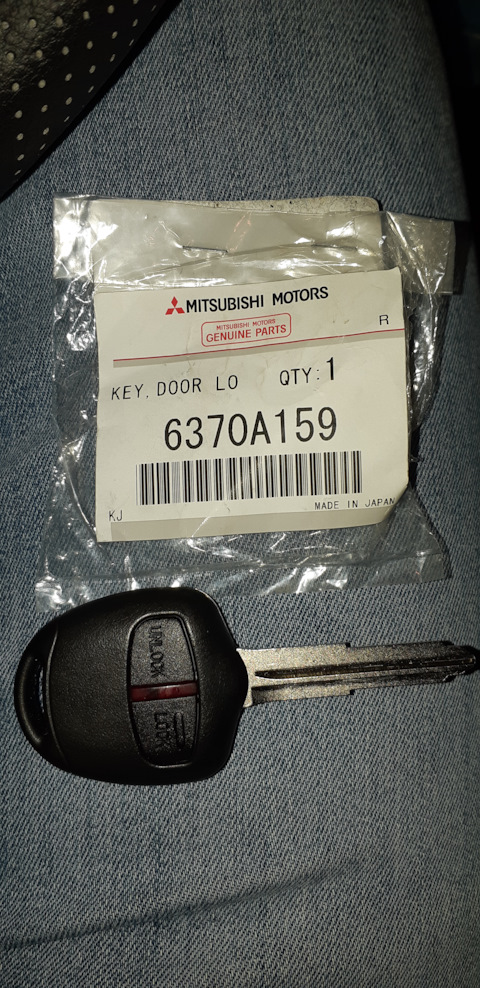 MITSUBISHI MOTORS
MITSUBISHI MOTORS
GENUINE PARTS
R
KEY, DOOR LO QTY:1
6370A159
KJ MADE IN JAPAN
UNLOCK
LOCK